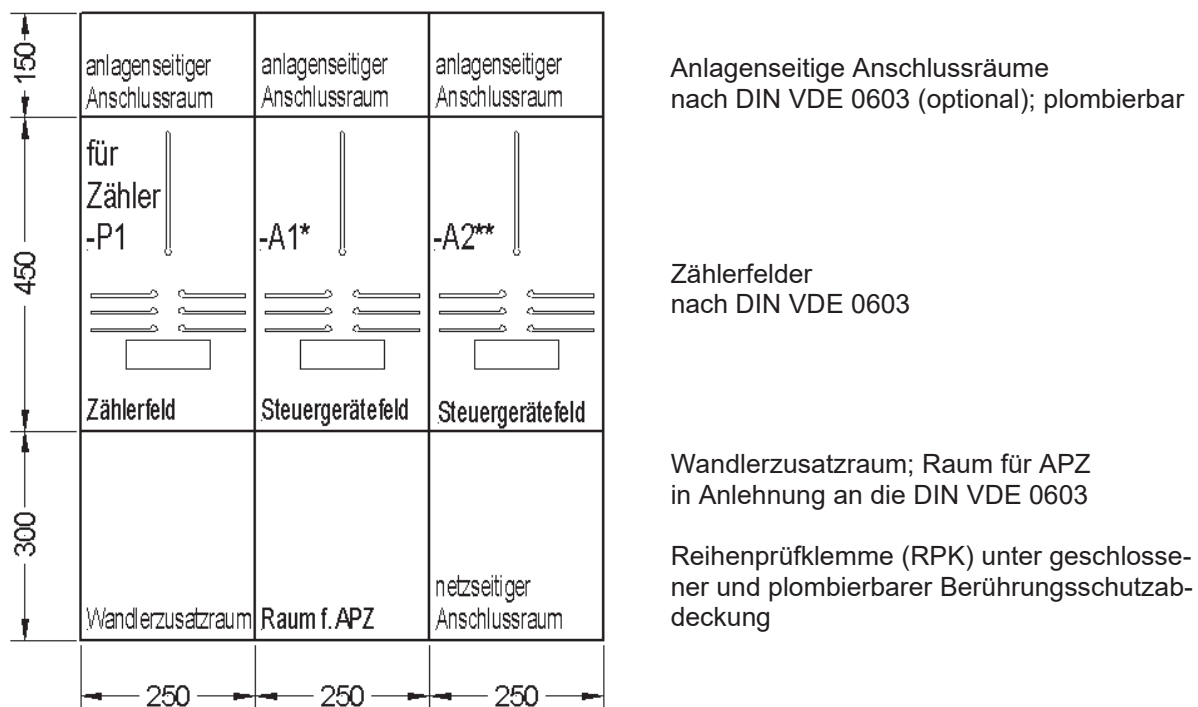 150
anlagenseitiger
Anschlussraum
anlagenseitiger
Anschlussraum
anlagenseitiger
Anschlussraum
Anlagenseitige Anschlussräume
nach DIN VDE 0603 (optional); plombierbar
450
für
Zähler
-P1
-A1*
-A2**
Zählerfelder
nach DIN VDE 0603
Zählerfeld
Steuergerätefeld
Steuergerätefeld
300
Wandlerzusatzraum
Raum f. APZ
netzseitiger
Anschlussraum
Wandlerzusatzraum; Raum für APZ
in Anlehnung an die DIN VDE 0603
Reihenprüfklemme (RPK) unter geschlosse-
ner und plombierbarer Berührungsschutzab-
deckung
250
250
250